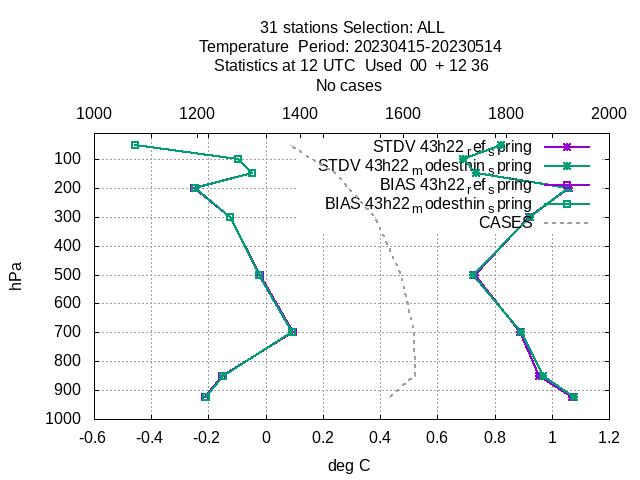 31 stations Selection: ALL
Temperature  Period: 20230415-20230514
Statistics at 12 UTC  Used  00  + 12 36
No cases
1000 1200 1400 1600 1800 2000
STDV 43h22_ref_spring
STDV 43h22_modesthin_spring
BIAS 43h22_ref_spring
BIAS 43h22_modesthin_spring
CASES
100
200
300
400
500
600
700
800
900
1000
hPa
-0.6 -0.4 -0.2 0 0.2 0.4 0.6 0.8 1 1.2
deg C